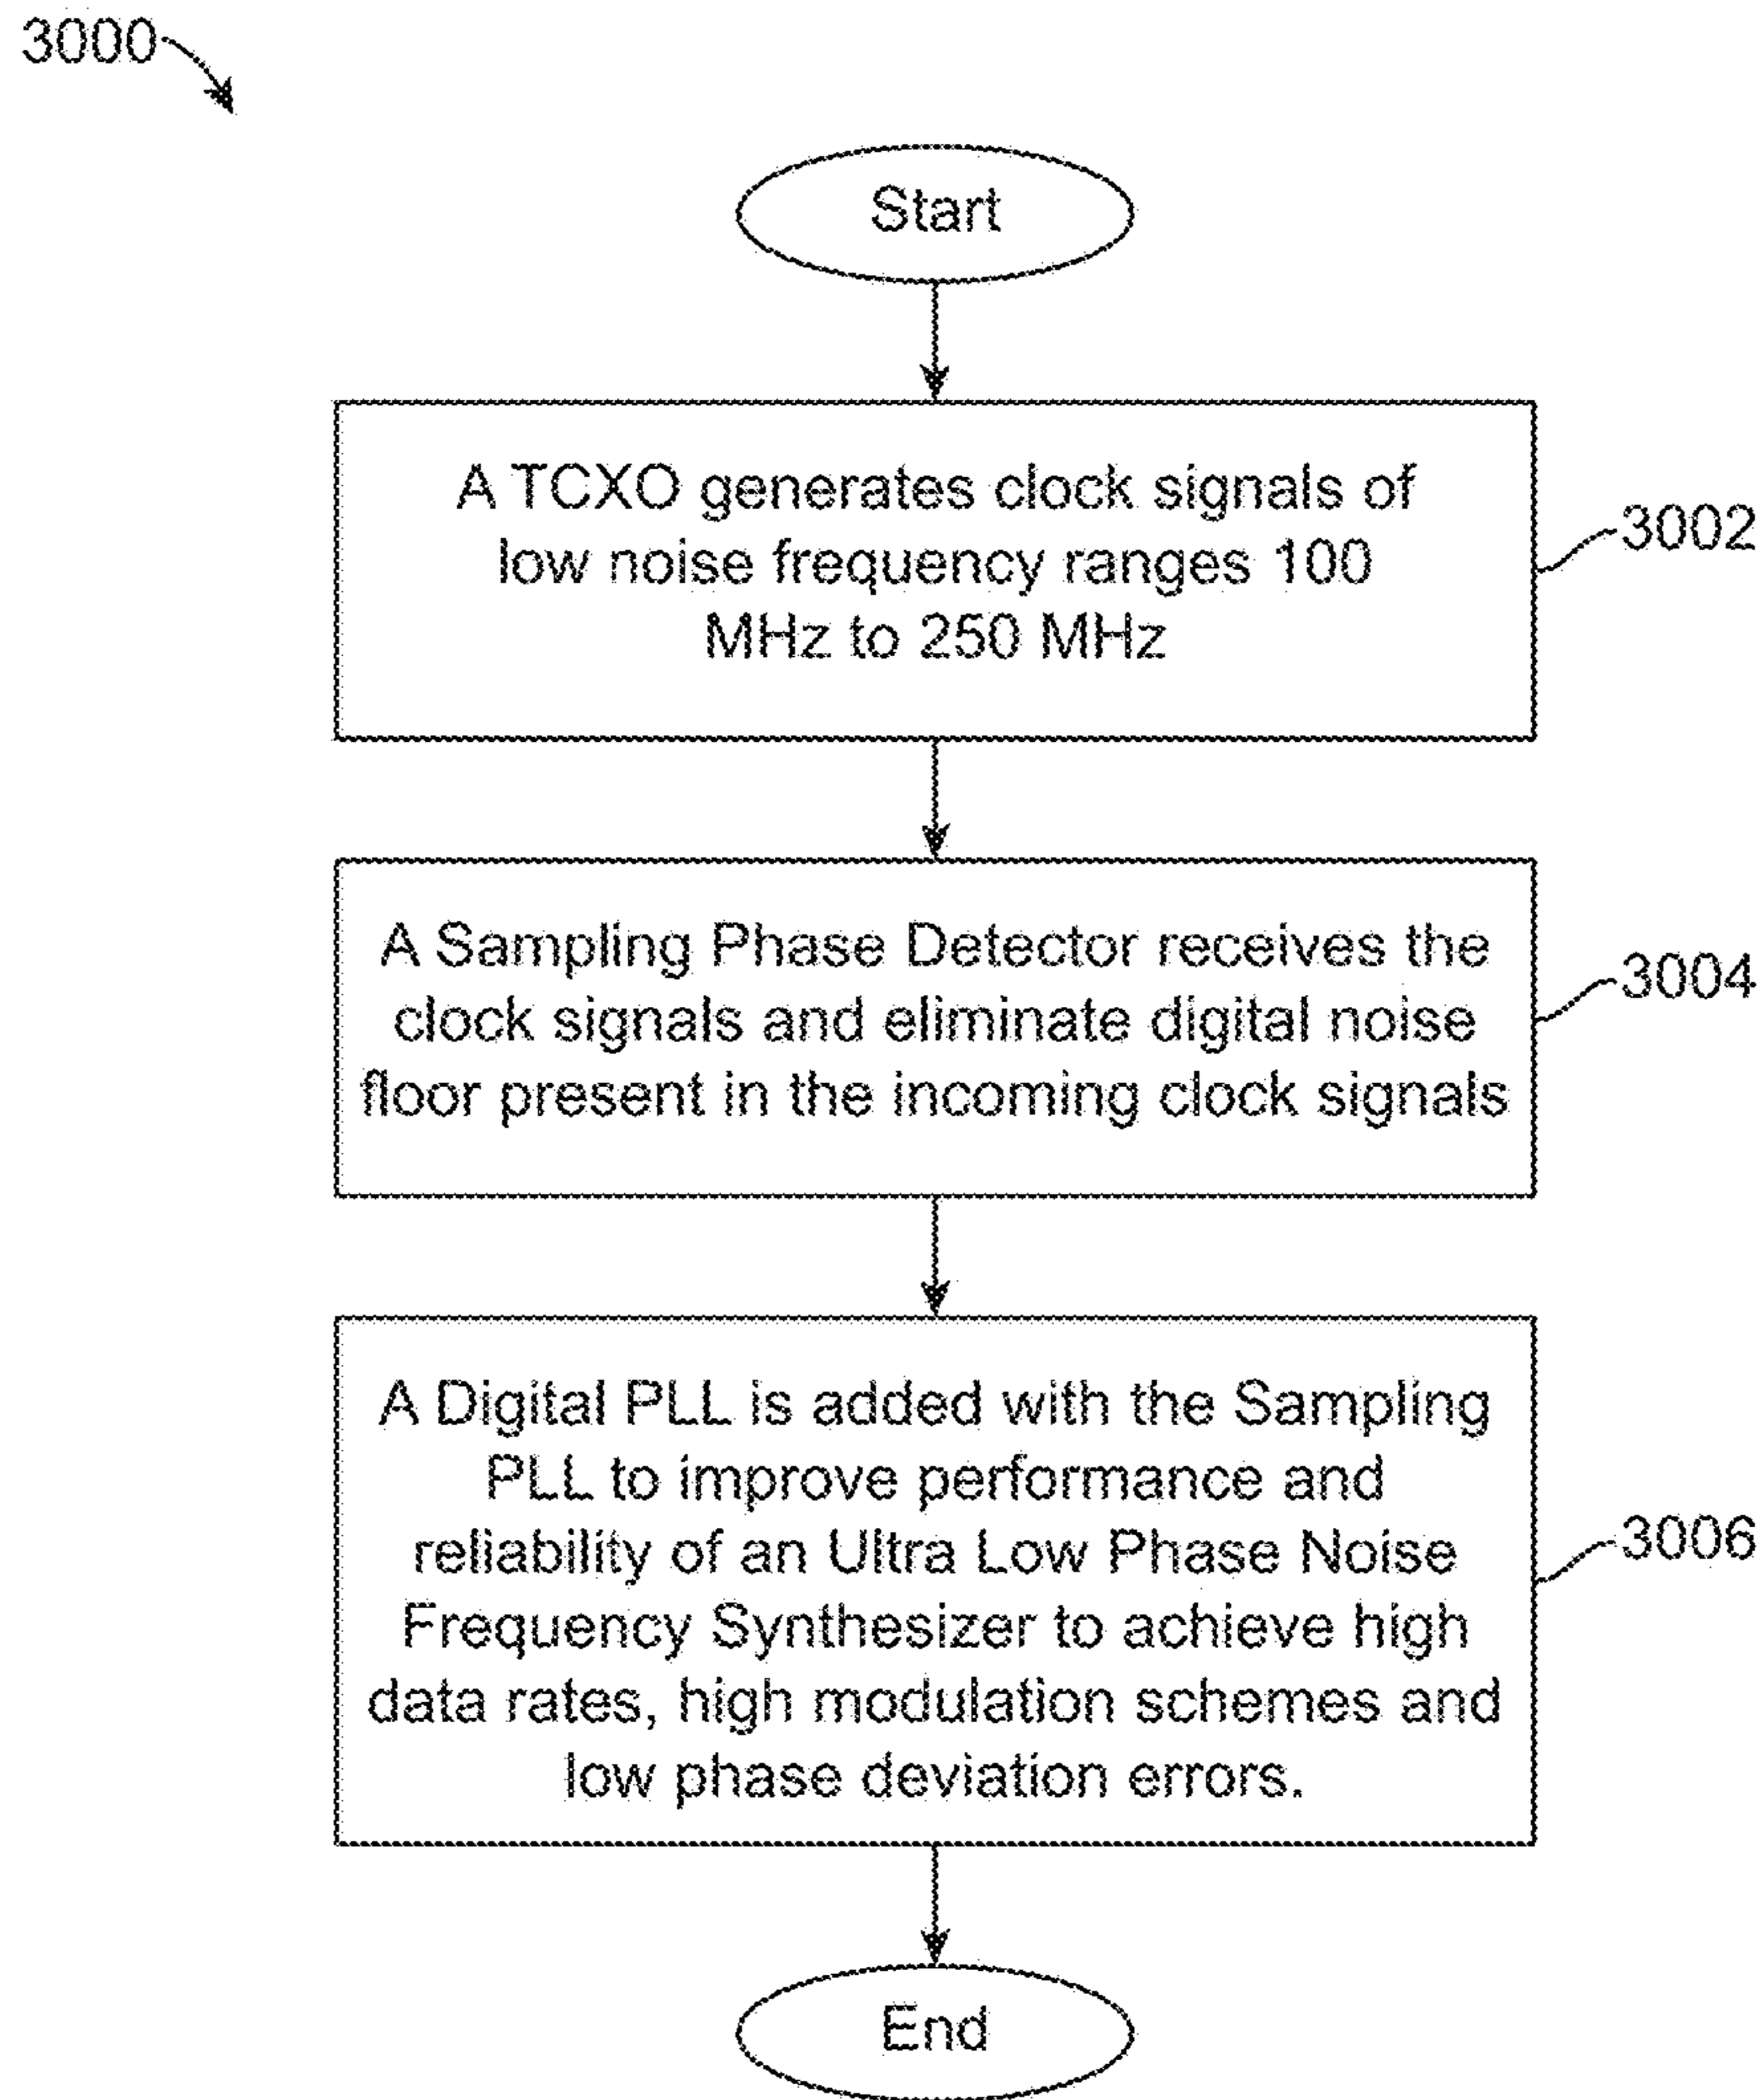 3000
Start
A TCXO generates clock signals of
low noise frequency ranges 100
MHz to 250 MHz
3002
A Sampling Phase Detector receives the
clock signals and eliminate digital noise
floor present in the incoming clock signals
3004
A Digital PLL is added with the Sampling
PLL to improve performance and
reliability of an Ultra Low Phase Noise
Frequency Synthesizer to achieve high
data rates, high modulation schemes and
low phase deviation errors.
3006
End